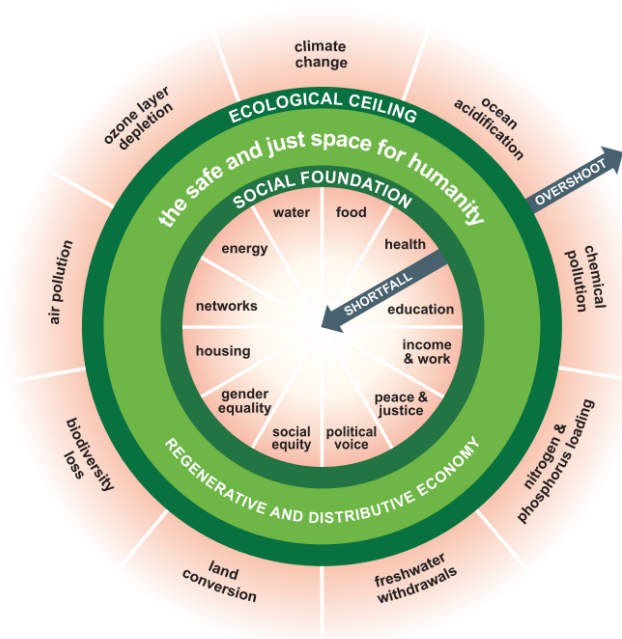 climate
change
ocean
acidification
chemical
pollution
nitrogen &
phosphorus loading
freshwater
withdrawals
land
conversion
biodiversity
loss
air pollution
ozone layer
depletion
OVERSHOOT
ECOLOGICAL CEILING
the safe and just space for humanity
SOCIAL FOUNDATION
water
food
health
SHORTFALL
education
income
& work
peace &
justice
political
voice
social
equity
gender
equality
housing
networks
energy
REGENERATIVE AND DISTRIBUTIVE ECONOMY